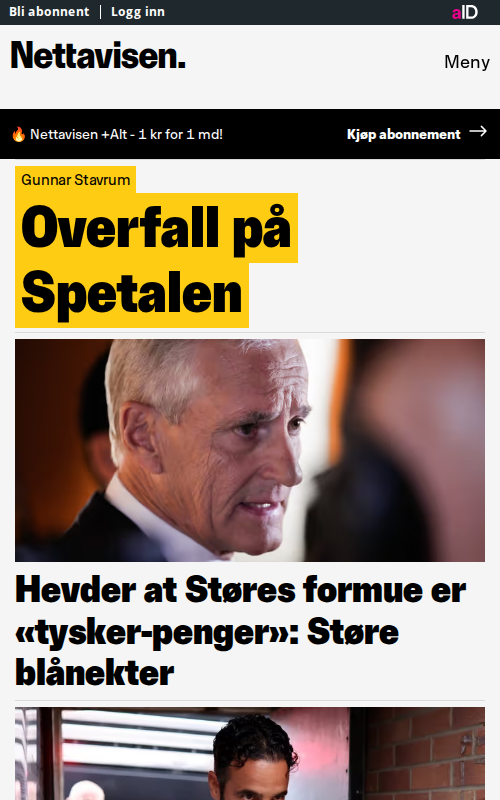 Bli abonnent | Logg inn
aID
Nettavisen.
Meny
🔥 Nettavisen +Alt - 1 kr for 1 md!
Kjøp abonnement →
Gunnar Stavrum
Overfall på
Spetalen
Hevder at Støres formue er
«tysker-penger»: Støre
blånekter